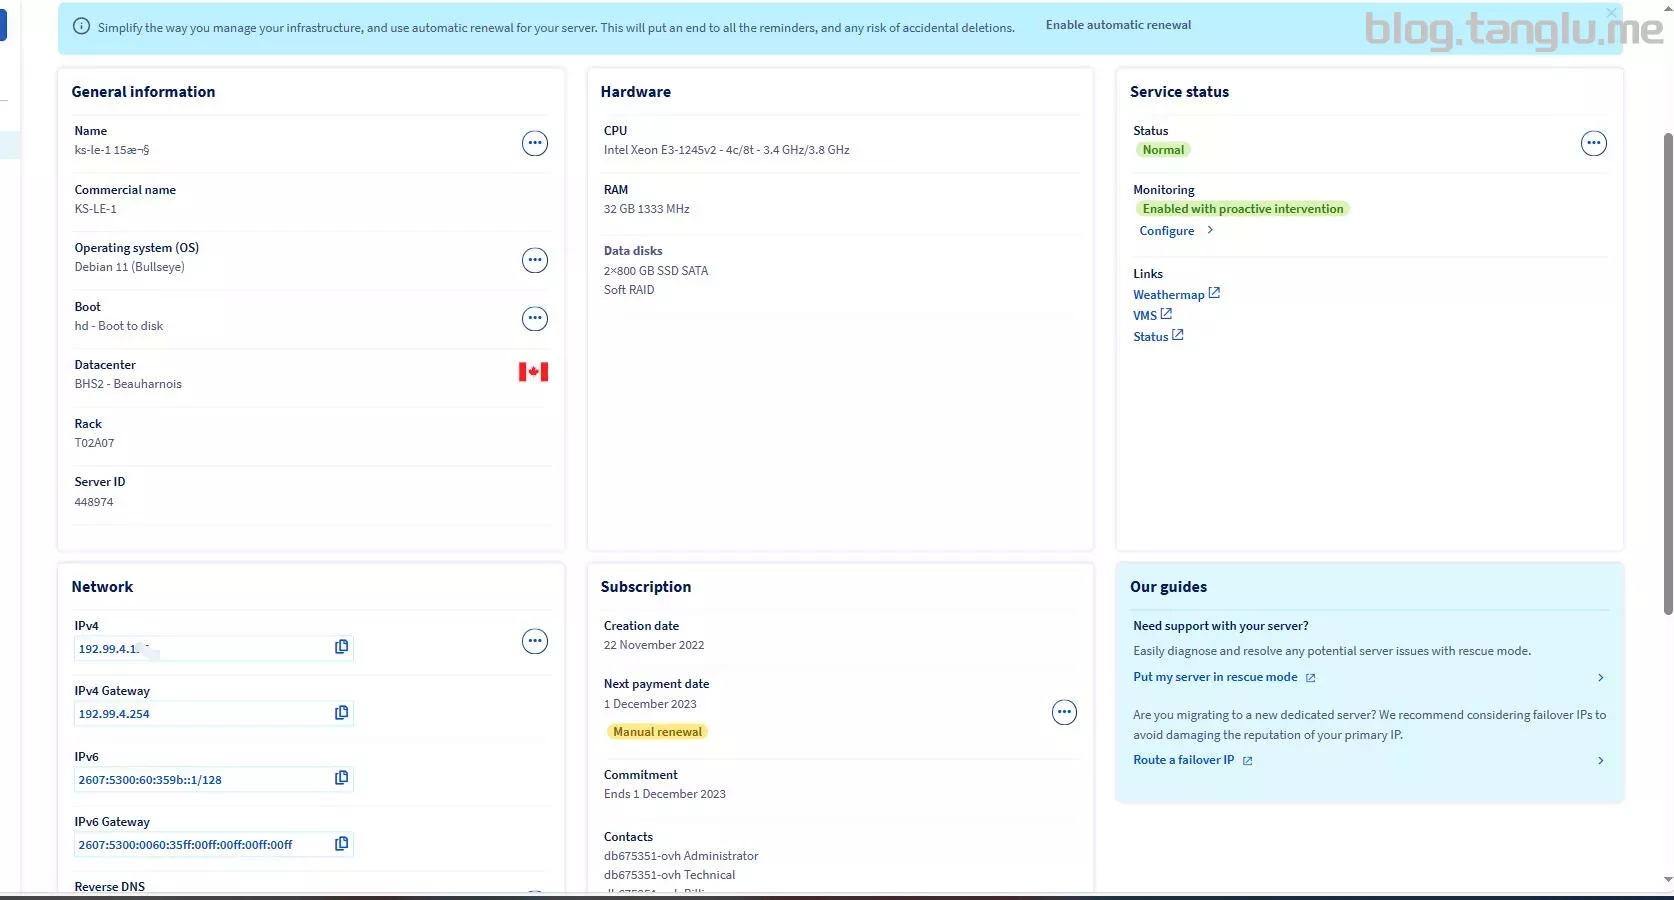 Simplify the way you manage your infrastructure, and use automatic renewal for your server. This will put an end to all the reminders, and any risk of accidental deletions.
Enable automatic renewal
blog.tanglu.me
General information
Name
ks-le-1 15æ¬§
Commercial name
KS-LE-1
Operating system (OS)
Debian 11 (Bullseye)
Boot
hd - Boot to disk
Datacenter
BHS2 - Beauharnois
Rack
T02A07
Server ID
448974
Hardware
CPU
Intel Xeon E3-1245v2 - 4c/8t - 3.4 GHz/3.8 GHz
RAM
32 GB 1333 MHz
Data disks
2×800 GB SSD SATA
Soft RAID
Service status
Status
Normal
Monitoring
Enabled with proactive intervention
Configure
Links
Weathermap
VMS
Status
Network
IPv4
192.99.4.1
IPv4 Gateway
192.99.4.254
IPv6
2607:5300:60:359b::1/128
IPv6 Gateway
2607:5300:0060:35ff:00ff:00ff:00ff:00ff
Reverse DNS
Subscription
Creation date
22 November 2022
Next payment date
1 December 2023
Manual renewal
Commitment
Ends 1 December 2023
Contacts
db675351-ovh Administrator
db675351-ovh Technical
Our guides
Need support with your server?
Easily diagnose and resolve any potential server issues with rescue mode.
Put my server in rescue mode
Are you migrating to a new dedicated server? We recommend considering failover IPs to
avoid damaging the reputation of your primary IP.
Route a failover IP